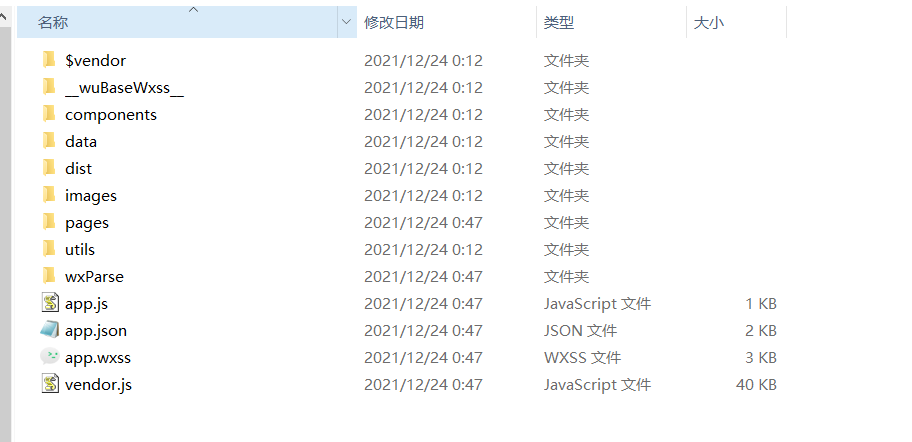 名称 修改日期 类型 大小
$vendor 2021/12/24 0:12 文件夹
__wuBaseWxss__ 2021/12/24 0:12 文件夹
components 2021/12/24 0:12 文件夹
data 2021/12/24 0:12 文件夹
dist 2021/12/24 0:12 文件夹
images 2021/12/24 0:12 文件夹
pages 2021/12/24 0:47 文件夹
utils 2021/12/24 0:12 文件夹
wxParse 2021/12/24 0:47 文件夹
app.js 2021/12/24 0:47 JavaScript 文件 1 KB
app.json 2021/12/24 0:47 JSON 文件 2 KB
app.wxss 2021/12/24 0:47 WXSS 文件 3 KB
vendor.js 2021/12/24 0:47 JavaScript 文件 40 KB